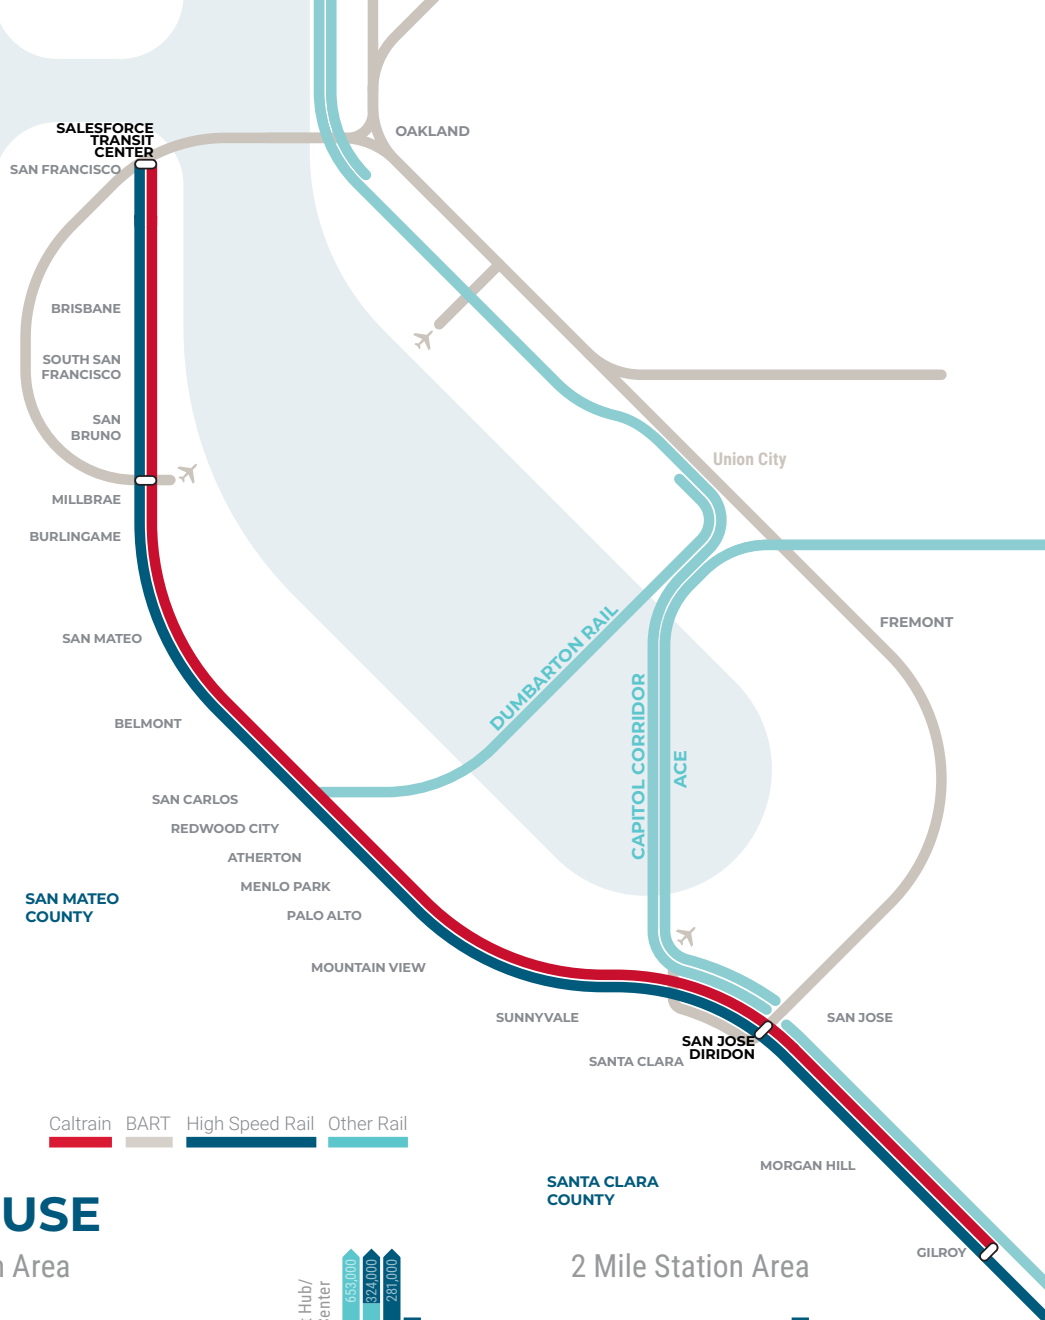 OAKLAND
SALESFORCE
TRANSIT
CENTER
SAN FRANCISCO
BRISBANE
SOUTH SAN
FRANCISCO
SAN
BRUNO
Union City
MILLBRAE
BURLINGAME
FREMONT
SAN MATEO
DUMBARTON RAIL
BELMONT
CAPITOL CORRIDOR
ACE
SAN CARLOS
REDWOOD CITY
ATHERTON
MENLO PARK
SAN MATEO
COUNTY
PALO ALTO
MOUNTAIN VIEW
SUNNYVALE
SAN JOSE
SAN JOSE
DIRIDON
SANTA CLARA
Caltrain BART High Speed Rail Other Rail
MORGAN HILL
SANTA CLARA
COUNTY
USE
GILROY
Area
2 Mile Station Area
Hub/
653,000
324,000
281,000